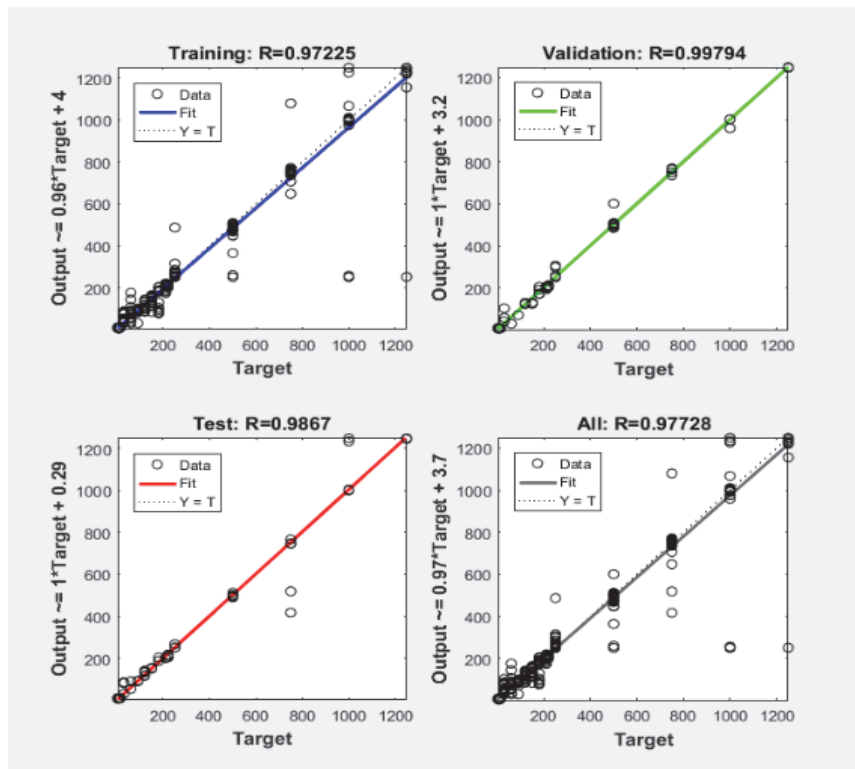 Training: R=0.97225
Output ~= 0.96*Target + 4
1200
1000
800
600
400
200
Data
Fit
Y = T
200 400 600 800 1000 1200
Target
Validation: R=0.99794
Output ~= 1*Target + 3.2
1200
1000
800
600
400
200
Data
Fit
Y = T
200 400 600 800 1000 1200
Target
Test: R=0.9867
Output ~= 1*Target + 0.29
1200
1000
800
600
400
200
Data
Fit
Y = T
200 400 600 800 1000 1200
Target
All: R=0.97728
Output ~= 0.97*Target + 3.7
1200
1000
800
600
400
200
Data
Fit
Y = T
200 400 600 800 1000 1200
Target